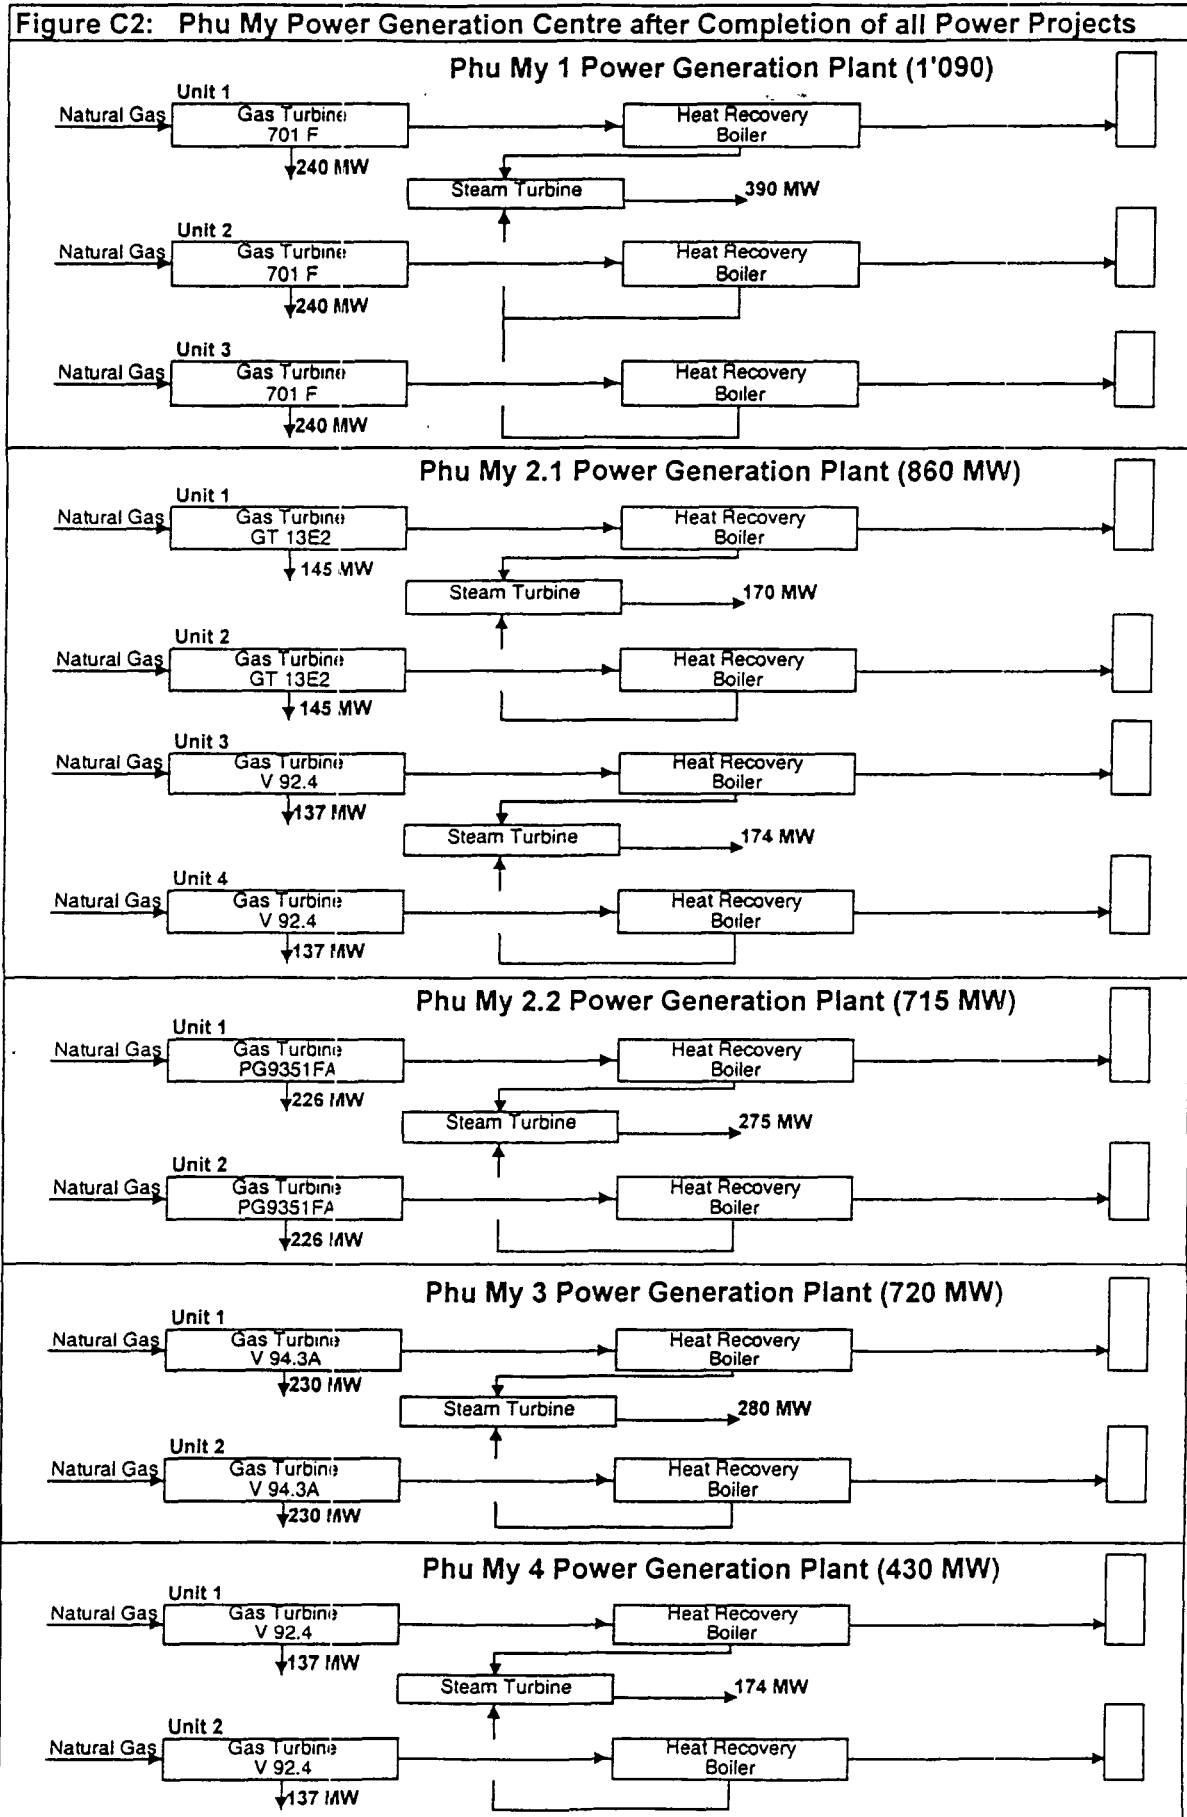 Figure C2: Phu My Power Generation Centre after Completion of all Power Projects
Phu My 1 Power Generation Plant (1'090)
Unit 1
Natural Gas
Gas Turbine
701 F
Heat Recovery
Boiler
240 MW
Steam Turbine
390 MW
Unit 2
Natural Gas
Gas Turbine
701 F
Heat Recovery
Boiler
240 MW
Unit 3
Natural Gas
Gas Turbine
701 F
Heat Recovery
Boiler
240 MW
Phu My 2.1 Power Generation Plant (860 MW)
Unit 1
Natural Gas
Gas Turbine
GT 13E2
Heat Recovery
Boiler
145 MW
Steam Turbine
170 MW
Unit 2
Natural Gas
Gas Turbine
GT 13E2
Heat Recovery
Boiler
145 MW
Unit 3
Natural Gas
Gas Turbine
V 92.4
Heat Recovery
Boiler
137 MW
Steam Turbine
174 MW
Unit 4
Natural Gas
Gas Turbine
V 92.4
Heat Recovery
Boiler
137 MW
Phu My 2.2 Power Generation Plant (715 MW)
Unit 1
Natural Gas
Gas Turbine
PG9351FA
Heat Recovery
Boiler
226 MW
Steam Turbine
275 MW
Unit 2
Natural Gas
Gas Turbine
PG9351FA
Heat Recovery
Boiler
226 MW
Phu My 3 Power Generation Plant (720 MW)
Unit 1
Natural Gas
Gas Turbine
V 94.3A
Heat Recovery
Boiler
230 MW
Steam Turbine
280 MW
Unit 2
Natural Gas
Gas Turbine
V 94.3A
Heat Recovery
Boiler
230 MW
Phu My 4 Power Generation Plant (430 MW)
Unit 1
Natural Gas
Gas Turbine
V 92.4
Heat Recovery
Boiler
137 MW
Steam Turbine
174 MW
Unit 2
Natural Gas
Gas Turbine
V 92.4
Heat Recovery
Boiler
137 MW